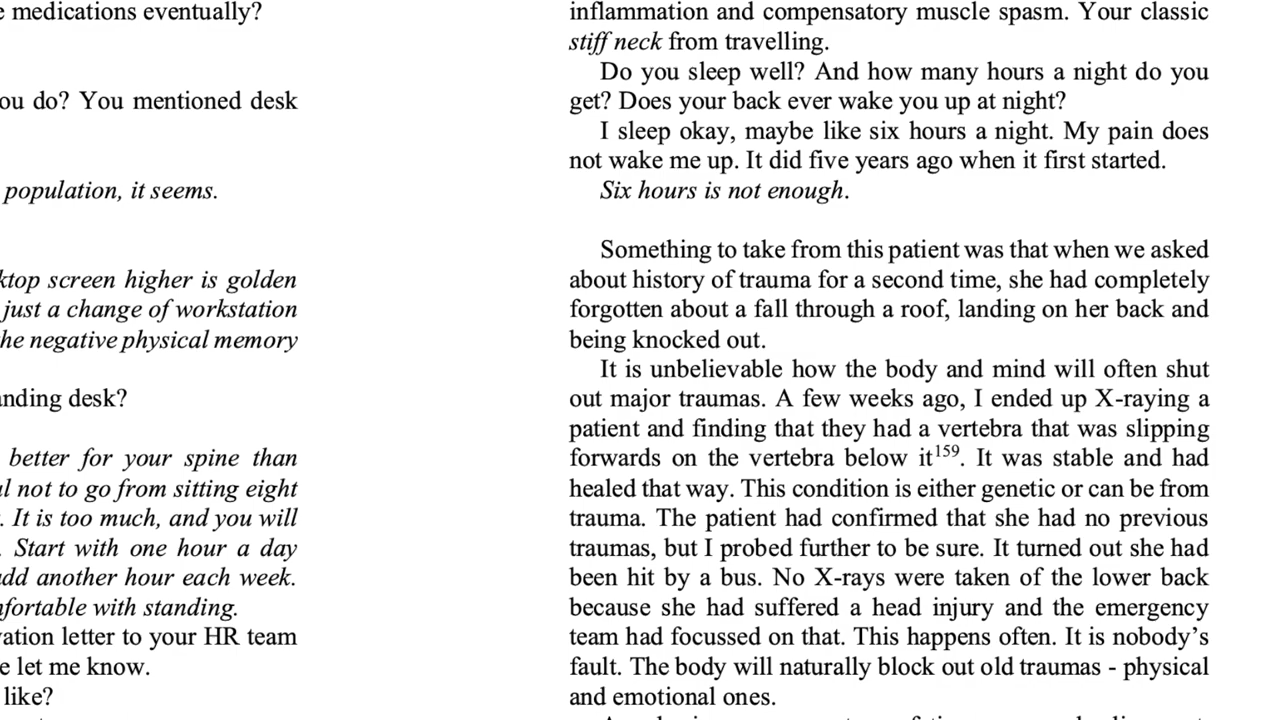 e medications eventually?
ou do? You mentioned desk
population, it seems.
ktop screen higher is golden
just a change of workstation
he negative physical memory
anding desk?
better for your spine than
al not to go from sitting eight
. It is too much, and you will
. Start with one hour a day
add another hour each week.
nfortable with standing.
vation letter to your HR team
e let me know.
like?
inflammation and compensatory muscle spasm. Your classic
stiff neck from travelling.
Do you sleep well? And how many hours a night do you
get? Does your back ever wake you up at night?
I sleep okay, maybe like six hours a night. My pain does
not wake me up. It did five years ago when it first started.
Six hours is not enough.
Something to take from this patient was that when we asked
about history of trauma for a second time, she had completely
forgotten about a fall through a roof, landing on her back and
being knocked out.
It is unbelievable how the body and mind will often shut
out major traumas. A few weeks ago, I ended up X-raying a
patient and finding that they had a vertebra that was slipping
forwards on the vertebra below it159. It was stable and had
healed that way. This condition is either genetic or can be from
trauma. The patient had confirmed that she had no previous
traumas, but I probed further to be sure. It turned out she had
been hit by a bus. No X-rays were taken of the lower back
because she had suffered a head injury and the emergency
team had focussed on that. This happens often. It is nobody's
fault. The body will naturally block out old traumas - physical
and emotional ones.